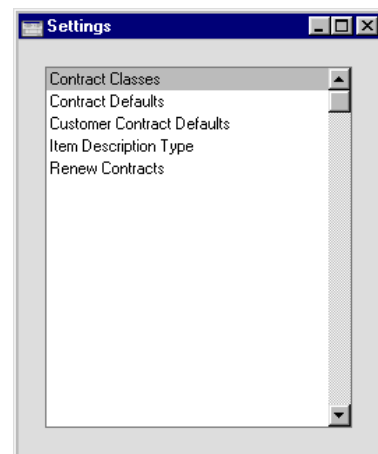 Settings
Contract Classes
Contract Defaults
Customer Contract Defaults
Item Description Type
Renew Contracts